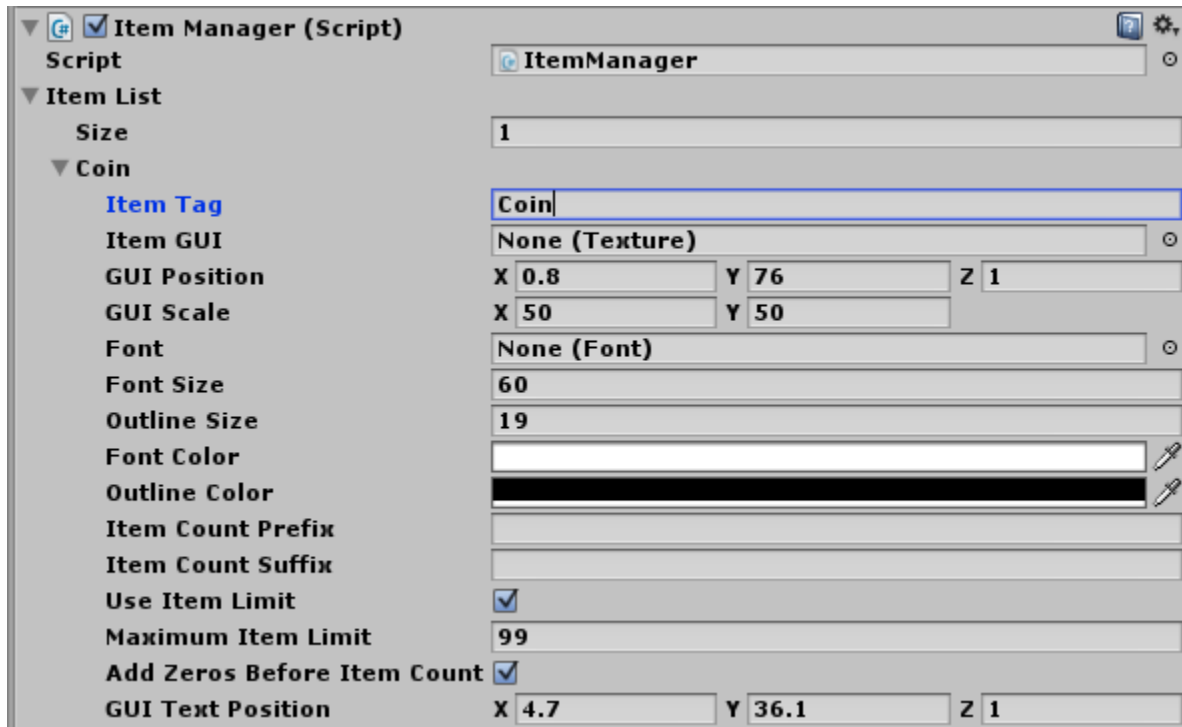 Item Manager (Script)
Script ItemManager
Item List
Size 1
Coin
Item Tag Coin
Item GUI None (Texture)
GUI Position X 0.8 Y 76 Z 1
GUI Scale X 50 Y 50
Font None (Font)
Font Size 60
Outline Size 19
Font Color
Outline Color
Item Count Prefix
Item Count Suffix
Use Item Limit
Maximum Item Limit 99
Add Zeros Before Item Count
GUI Text Position X 4.7 Y 36.1 Z 1